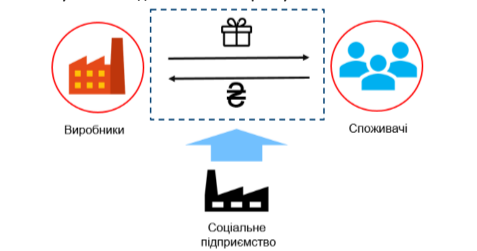 ₴
Виробники
Споживачі
Соціальне
підприємство